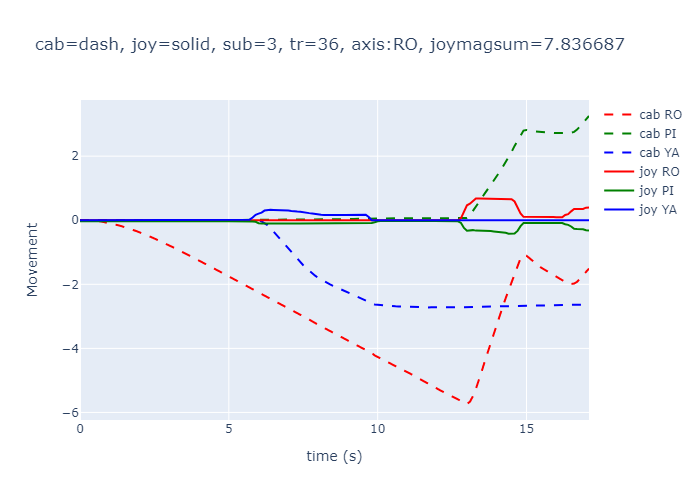 cab=dash, joy=solid, sub=3, tr=36, axis:RO, joymagsum=7.836687
cab RO
cab PI
cab YA
joy RO
joy PI
joy YA
Movement
2
0
−2
−4
−6
0
5
10
15
time (s)